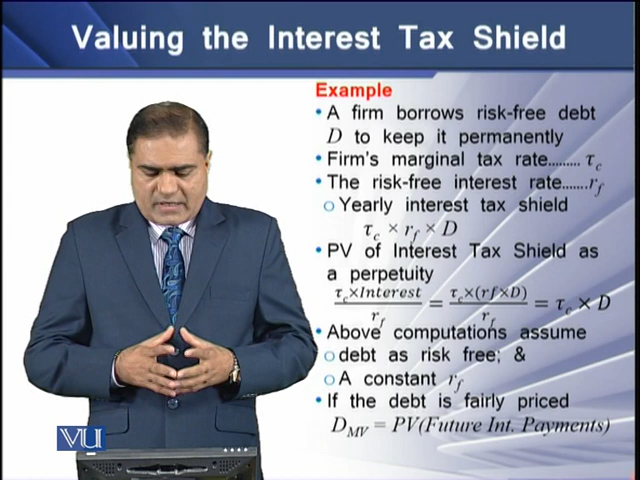 Valuing the Interest Tax Shield
Example
• A firm borrows risk-free debt
D to keep it permanently
• Firm's marginal tax rate......... τc
• The risk-free interest rate.......rf
o Yearly interest tax shield
τc × rf × D
• PV of Interest Tax Shield as
a perpetuity
τc×Interest / rf = τc×(rf×D) / rf = τc × D
• Above computations assume
o debt as risk free; &
o A constant rf
• If the debt is fairly priced
DMV = PV(Future Int. Payments)
VU